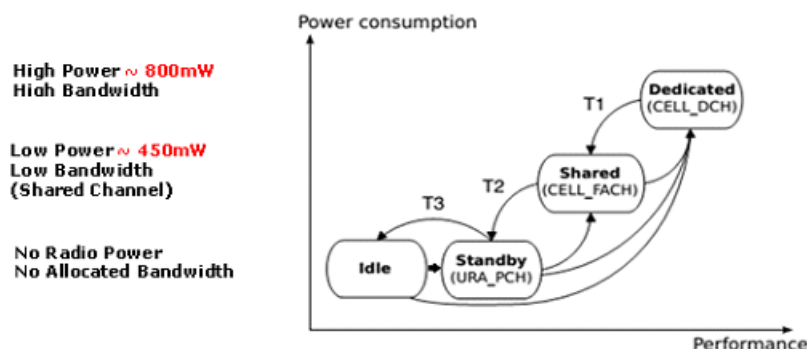 Power consumption
High Power ~ 800mW
High Bandwidth
Dedicated
(CELL_DCH)
T1
Low Power ~ 450mW
Low Bandwidth
(Shared Channel)
Shared
(CELL_FACH)
T2
T3
No Radio Power
No Allocated Bandwidth
Idle
Standby
(URA_PCH)
Performance